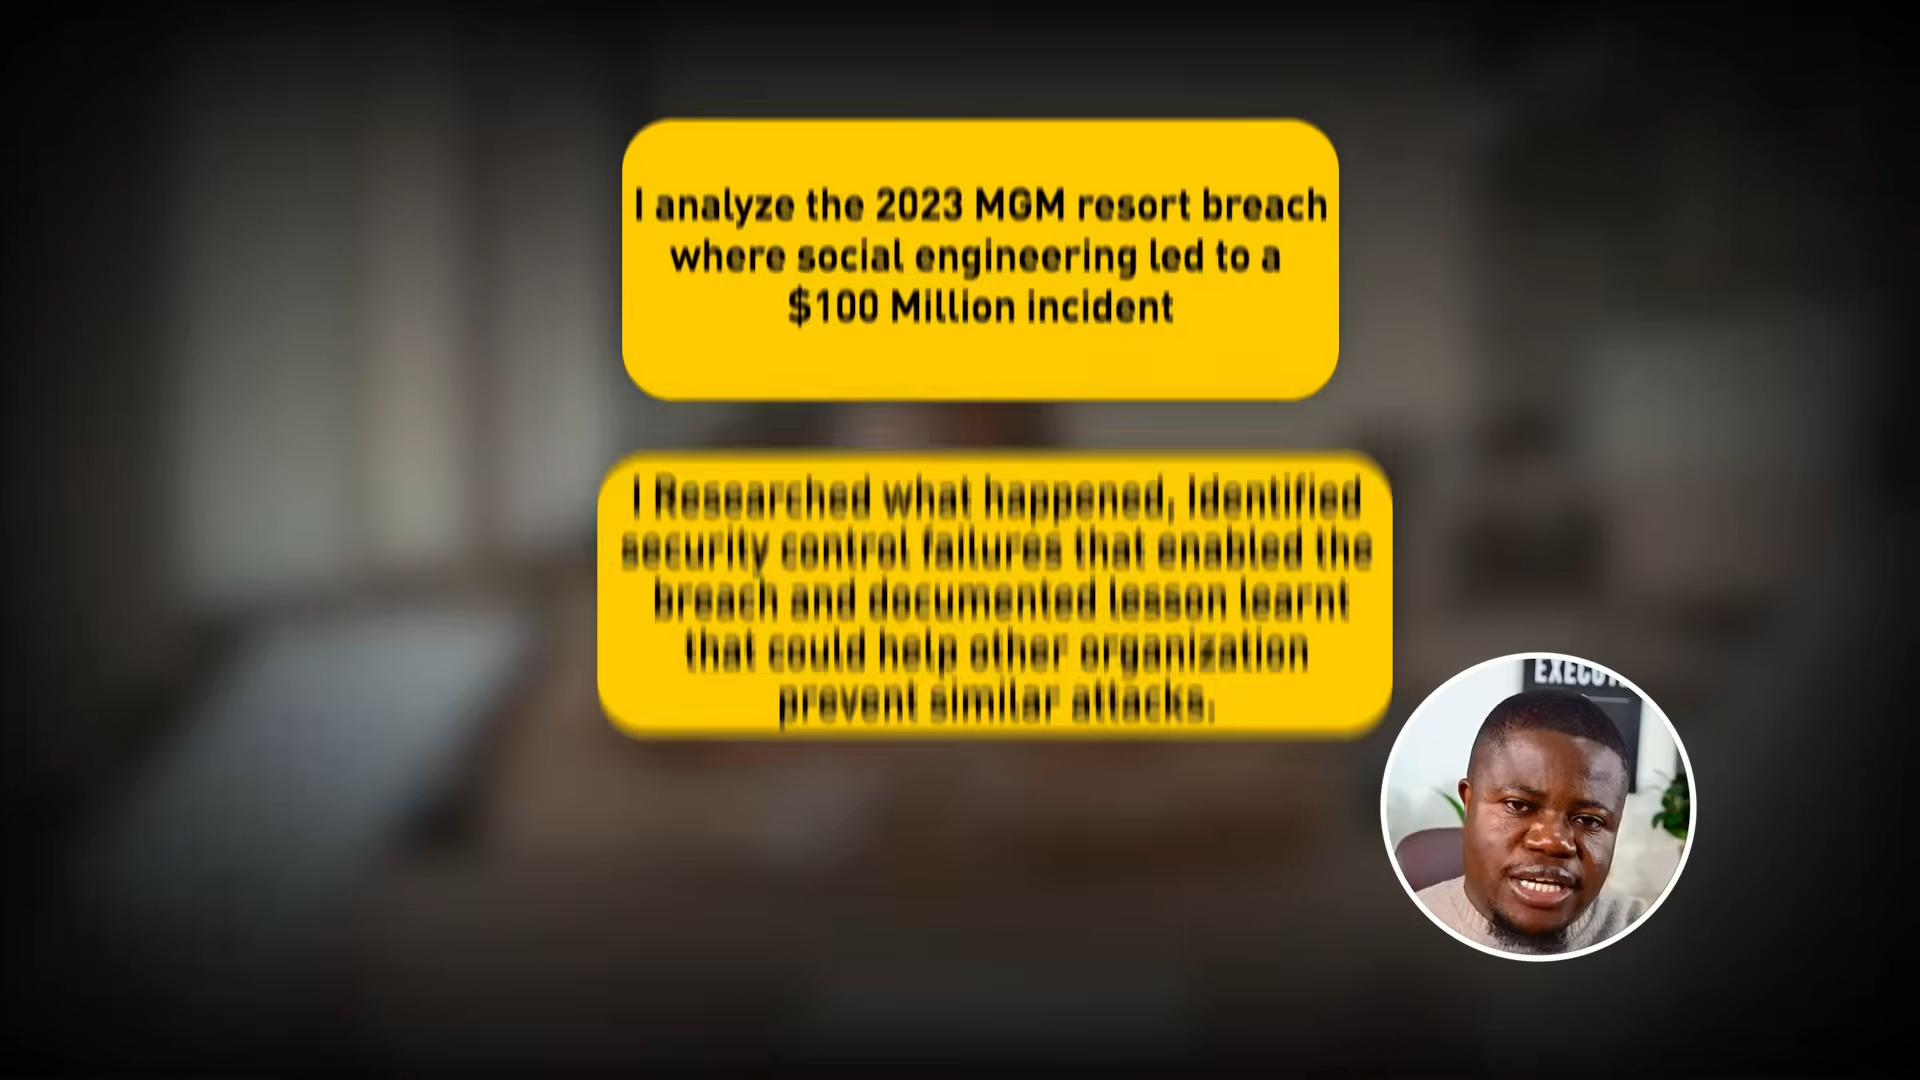 I analyze the 2023 MGM resort breach
where social engineering led to a
$100 Million incident
I Researched what happened, Identified
security control failures that enabled the
breach and documented lesson learnt
that could help other organization
prevent similar attacks.